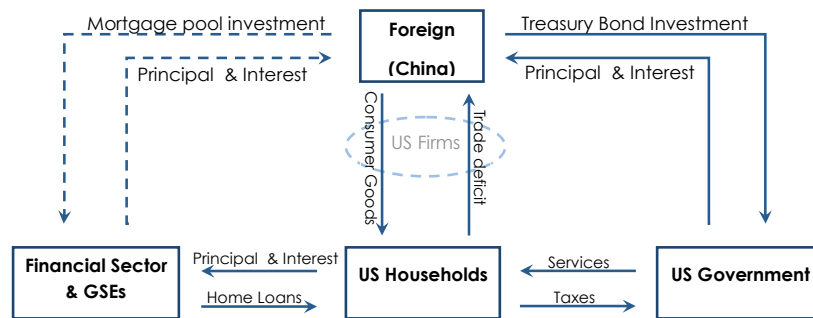 Mortgage pool investment
Foreign
(China)
Treasury Bond Investment
Principal & Interest
Principal & Interest
Consumer Goods
US Firms
Trade deficit
Financial Sector
& GSEs
Principal & Interest
Home Loans
US Households
Services
Taxes
US Government